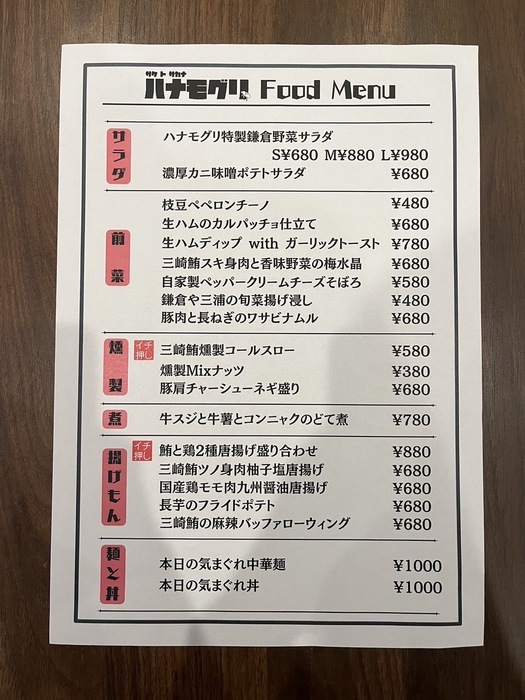 サケ ト サカナ
ハナモグリ Food Menu
サラダ
ハナモグリ特製鎌倉野菜サラダ
S¥680 M¥880 L¥980
濃厚カニ味噌ポテトサラダ ¥680
前菜
枝豆ペペロンチーノ ¥480
生ハムのカルパッチョ仕立て ¥680
生ハムディップ with ガーリックトースト ¥780
三崎鮪スキ身肉と香味野菜の梅水晶 ¥680
自家製ペッパークリームチーズそぼろ ¥580
鎌倉や三浦の旬菜揚げ浸し ¥480
豚肉と長ねぎのワサビナムル ¥680
燻製
イチ押し 三崎鮪燻製コールスロー ¥580
燻製Mixナッツ ¥380
豚肩チャーシューネギ盛り ¥680
煮
牛スジと牛薯とコンニャクのどて煮 ¥780
揚げもん
イチ押し 鮪と鶏2種唐揚げ盛り合わせ ¥880
三崎鮪ツノ身肉柚子塩唐揚げ ¥680
国産鶏モモ肉九州醤油唐揚げ ¥680
長芋のフライドポテト ¥680
三崎鮪の麻辣バッファローウィング ¥680
麺と丼
本日の気まぐれ中華麺 ¥1000
本日の気まぐれ丼 ¥1000